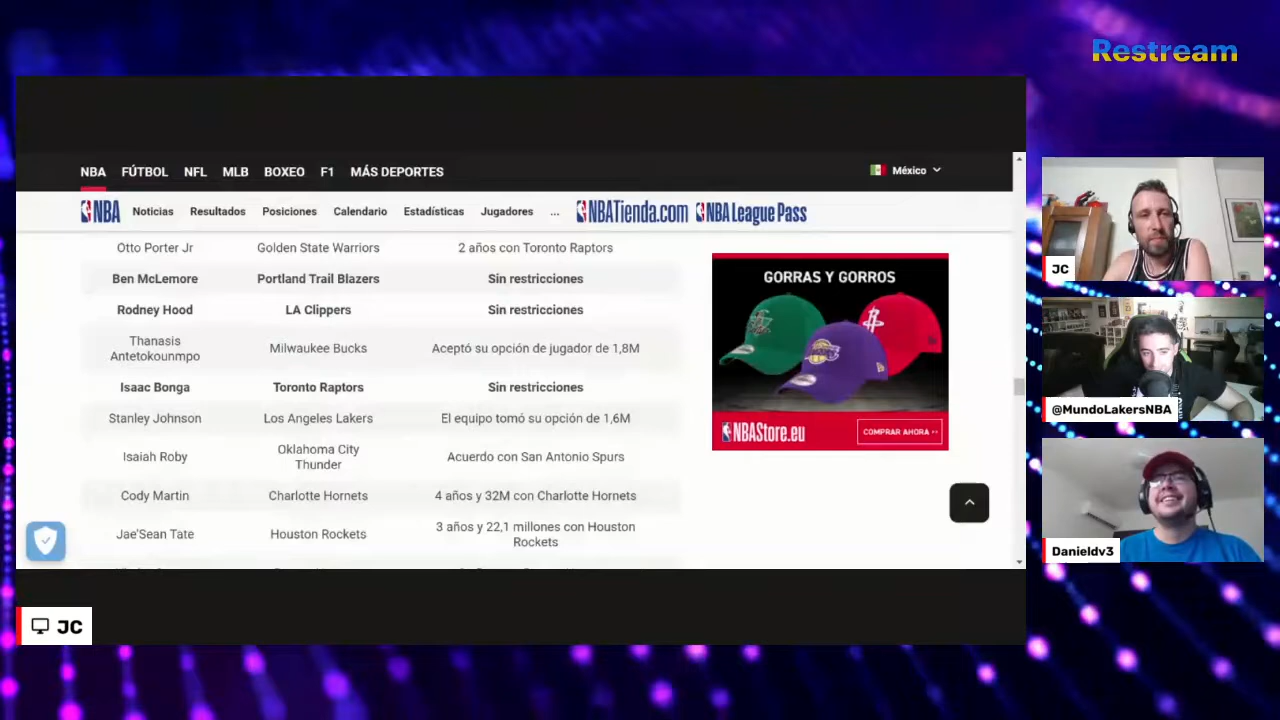 Restream
NBA FÚTBOL NFL MLB BOXEO F1 MÁS DEPORTES México
NBA Noticias Resultados Posiciones Calendario Estadísticas Jugadores ... NBATienda.com NBA League Pass
Otto Porter Jr Golden State Warriors 2 años con Toronto Raptors
Ben McLemore Portland Trail Blazers Sin restricciones
Rodney Hood LA Clippers Sin restricciones
Thanasis
Antetokounmpo Milwaukee Bucks Aceptó su opción de jugador de 1,8M
Isaac Bonga Toronto Raptors Sin restricciones
Stanley Johnson Los Angeles Lakers El equipo tomó su opción de 1,6M
Isaiah Roby Oklahoma City
Thunder Acuerdo con San Antonio Spurs
Cody Martin Charlotte Hornets 4 años y 32M con Charlotte Hornets
Jae'Sean Tate Houston Rockets 3 años y 22,1 millones con Houston
Rockets
GORRAS Y GORROS
NBAStore.eu COMPRAR AHORA
JC
@MundoLakersNBA
Danieldv3
JC